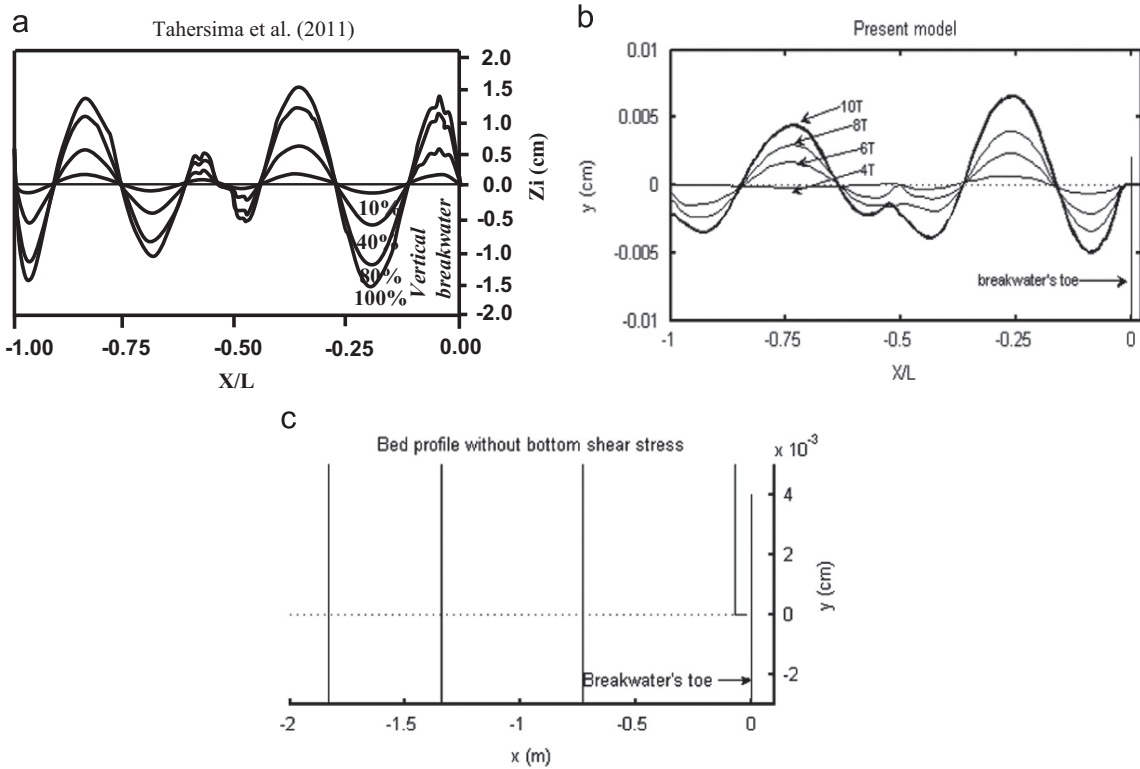 a
Tahersima et al. (2011)
2.0
1.5
1.0
0.5
0.0
-0.5
-1.0
-1.5
-2.0
Zi (cm)
10%
40%
80%
100%
Vertical
breakwater
-1.00
-0.75
-0.50
-0.25
0.00
X/L
b
Present model
0.01
0.005
0
-0.005
-0.01
y (cm)
10T
8T
6T
4T
breakwater's toe
-1
-0.75
-0.5
-0.25
0
X/L
c
Bed profile without bottom shear stress
x 10-3
4
2
0
-2
y (cm)
Breakwater's toe
-2
-1.5
-1
-0.5
0
x (m)